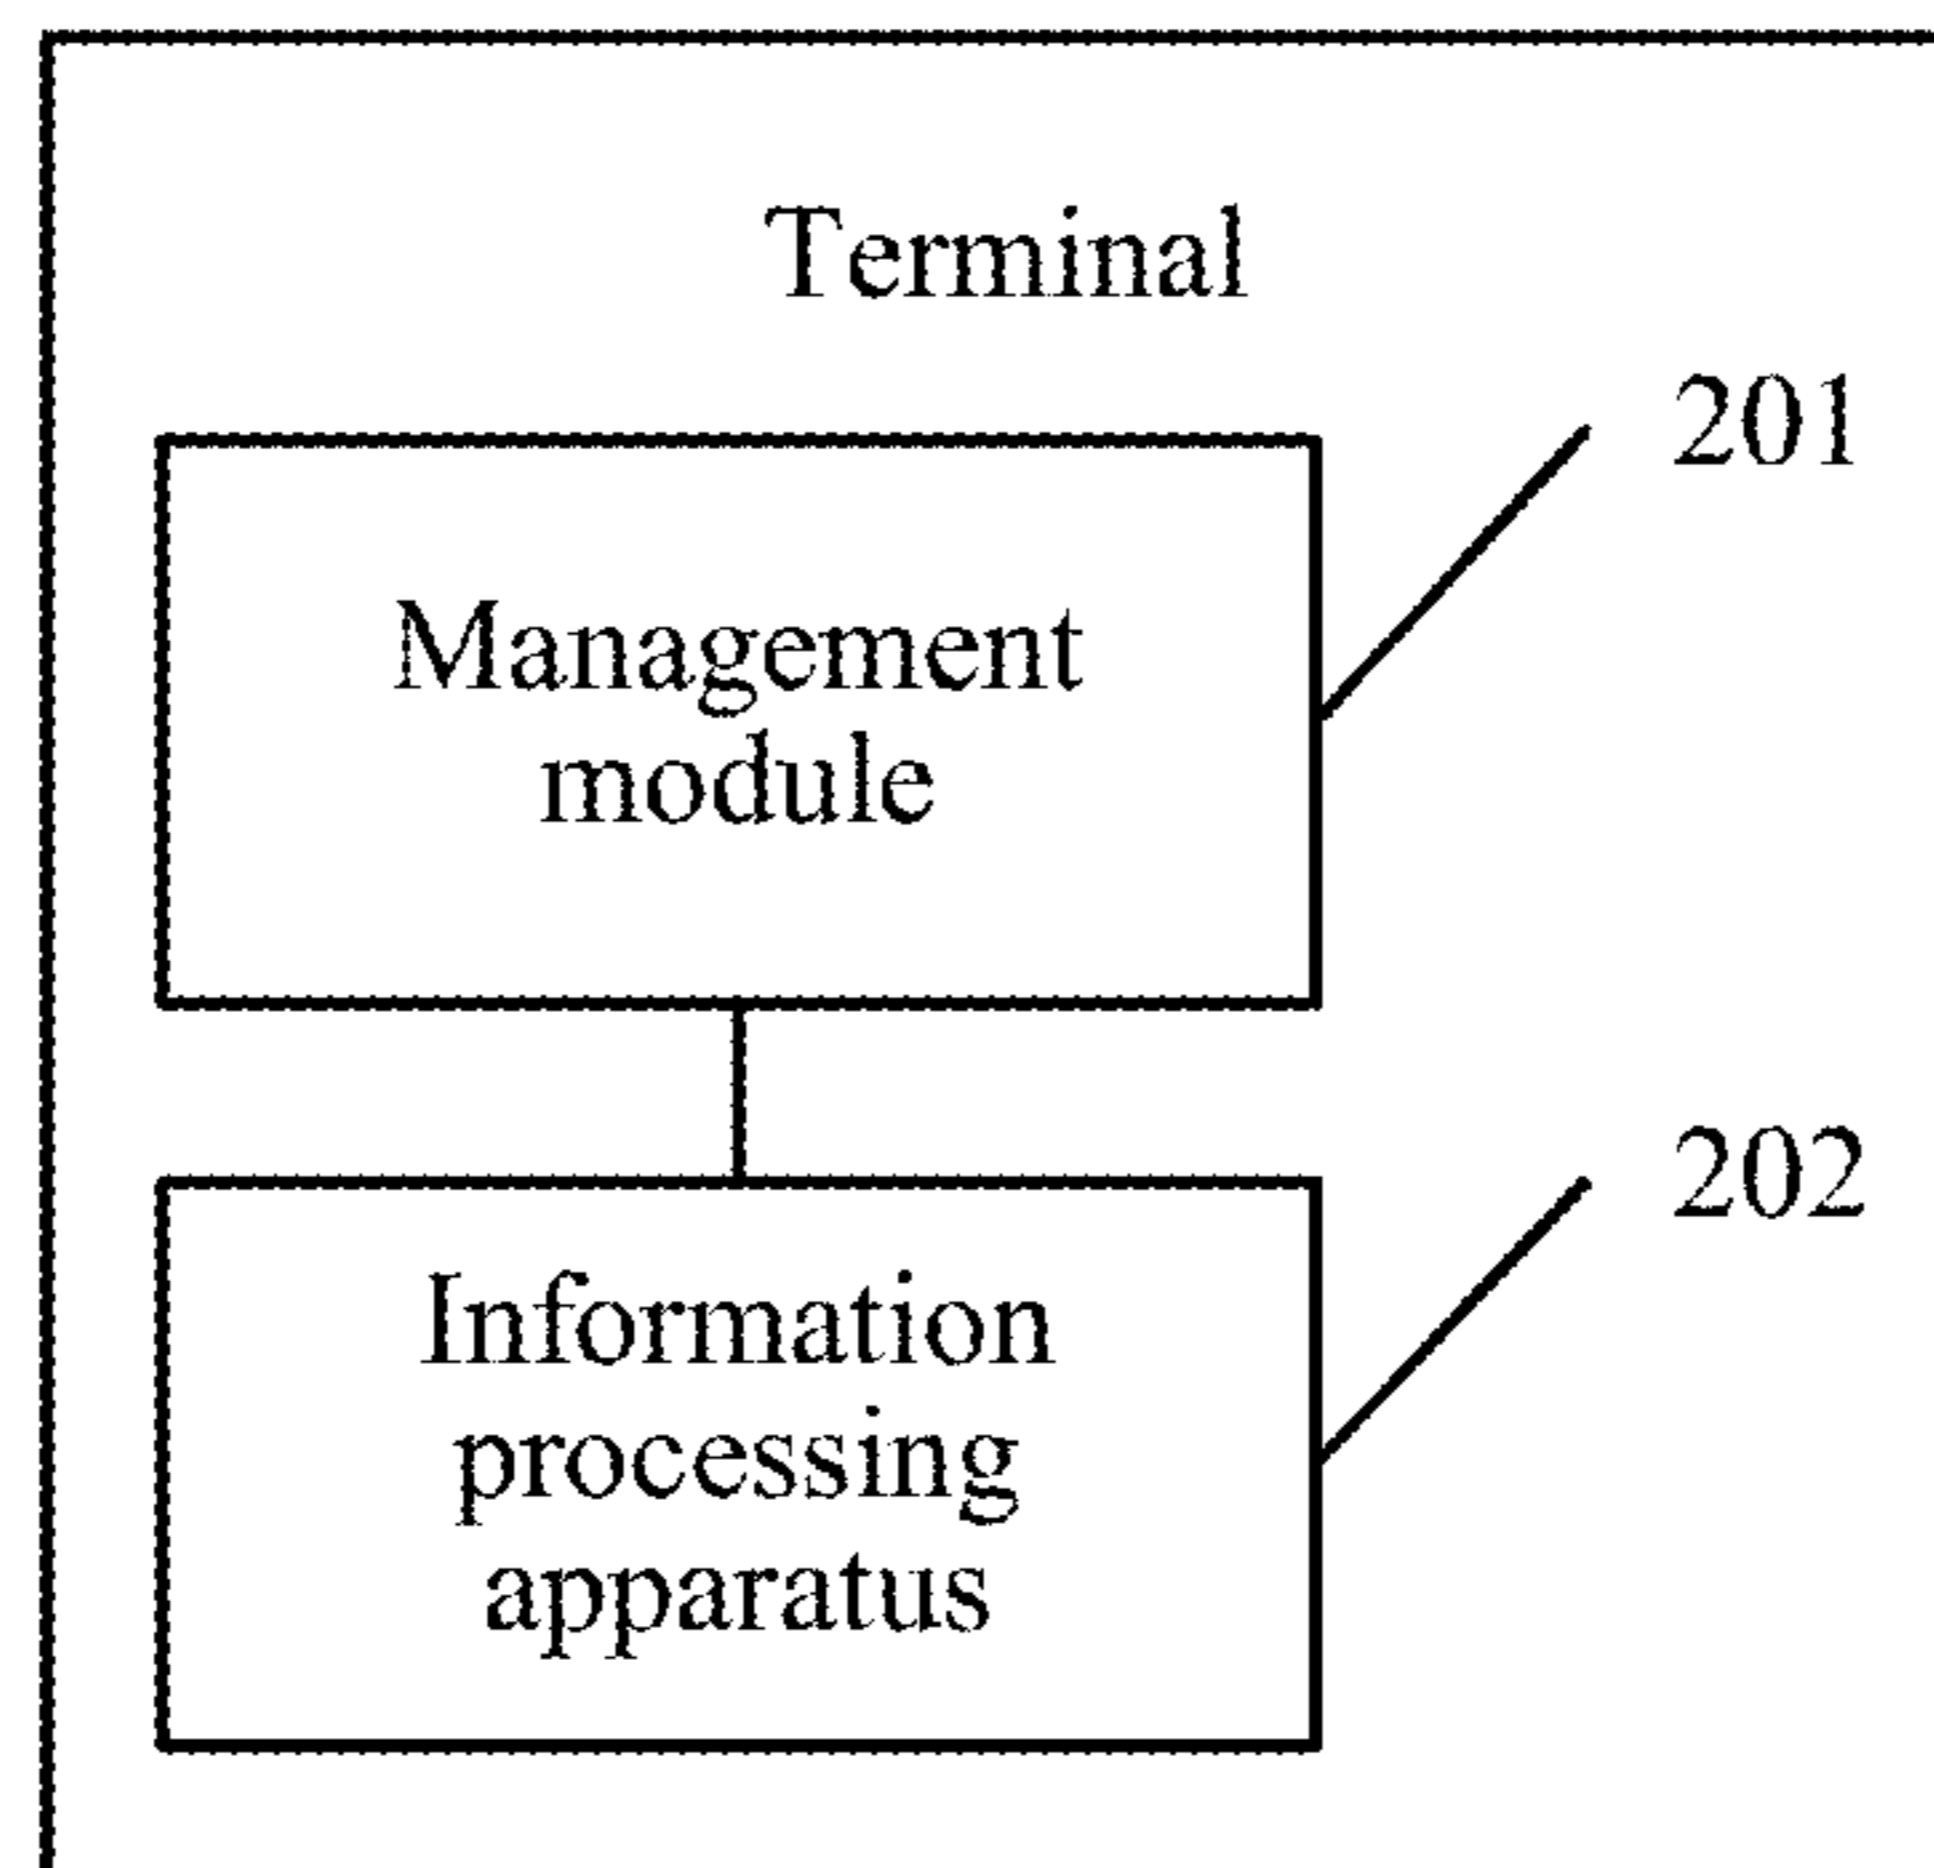 Terminal
201
Management
module
202
Information
processing
apparatus